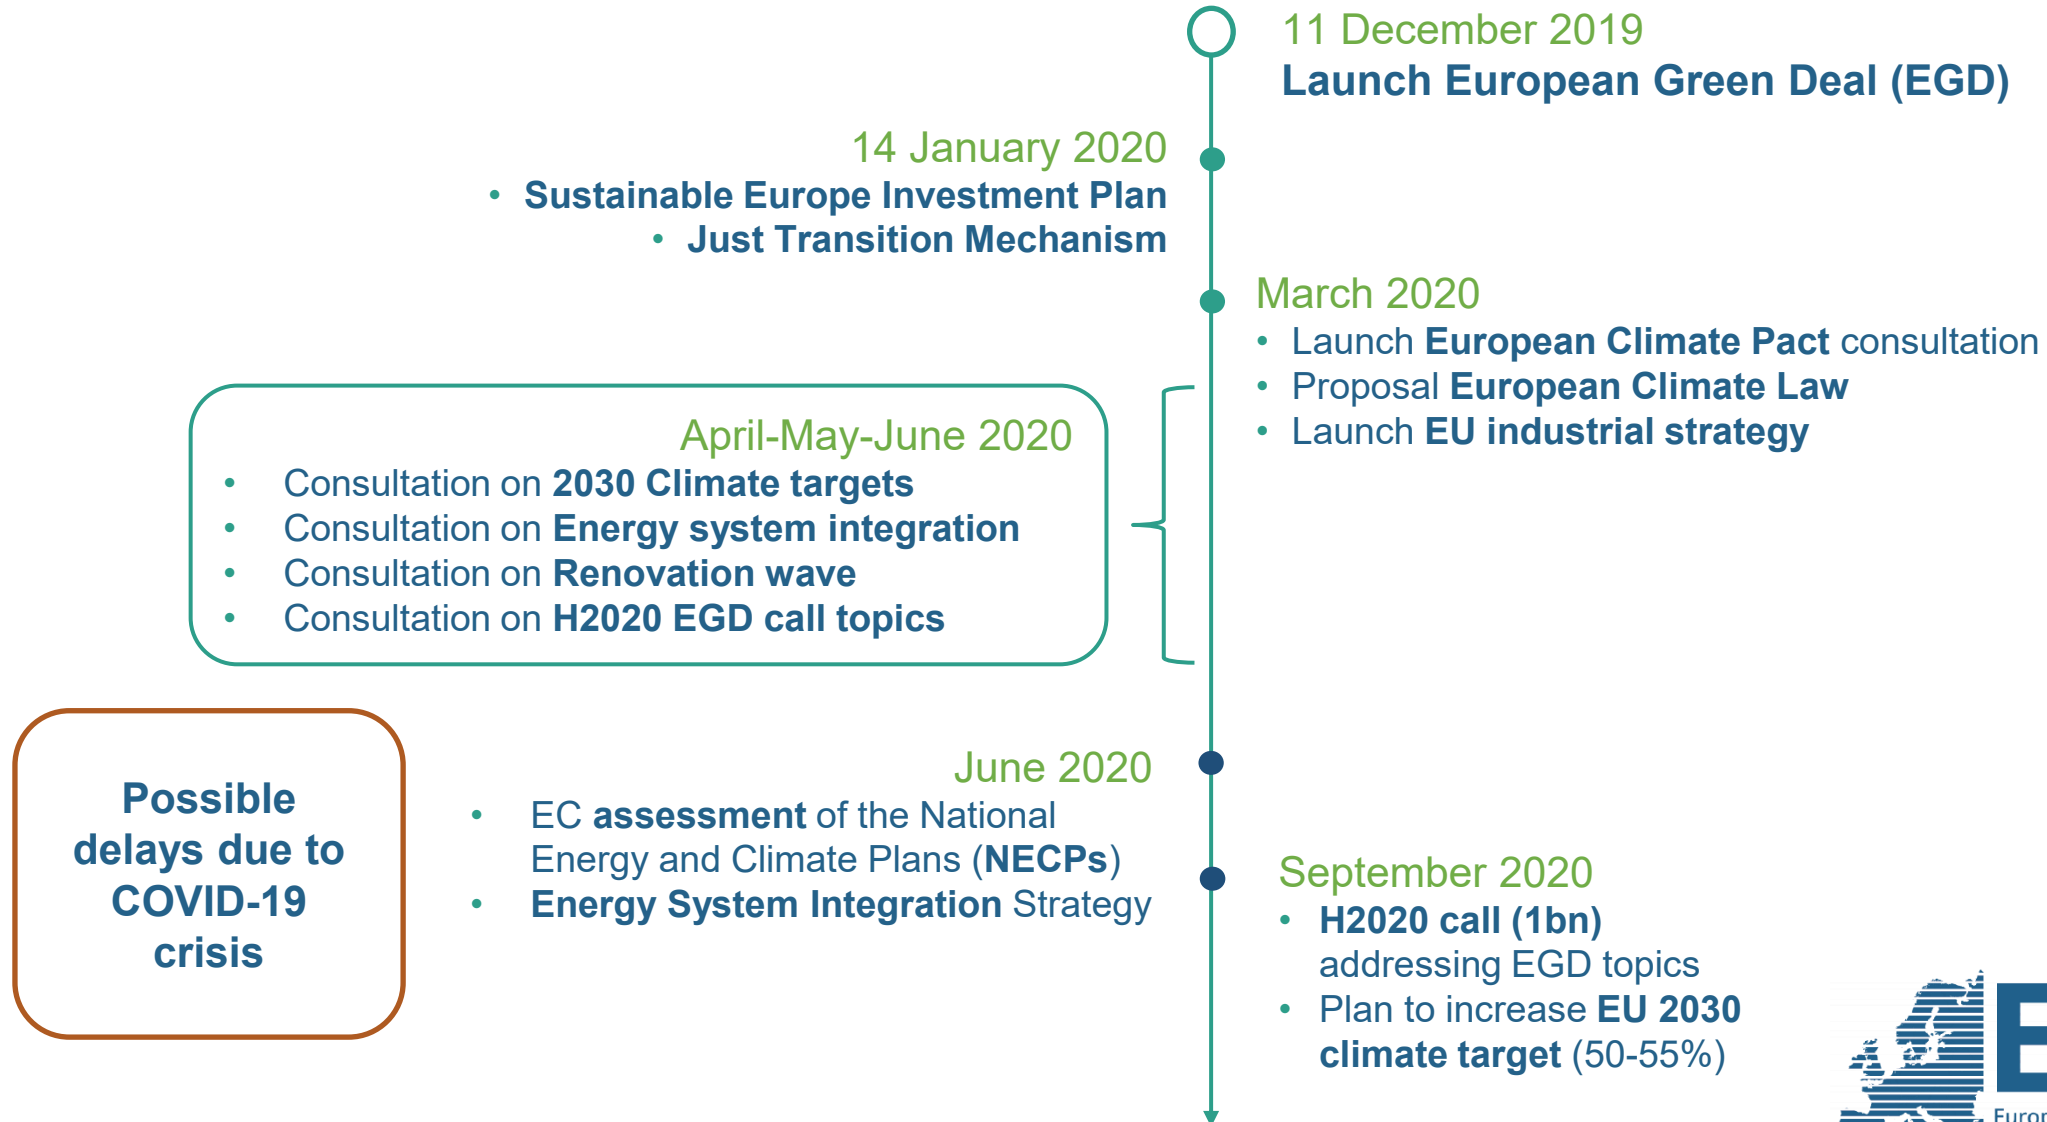 11 December 2019
Launch European Green Deal (EGD)
14 January 2020
• Sustainable Europe Investment Plan
• Just Transition Mechanism
March 2020
• Launch European Climate Pact consultation
• Proposal European Climate Law
• Launch EU industrial strategy
April-May-June 2020
• Consultation on 2030 Climate targets
• Consultation on Energy system integration
• Consultation on Renovation wave
• Consultation on H2020 EGD call topics
Possible
delays due to
COVID-19
crisis
June 2020
• EC assessment of the National
Energy and Climate Plans (NECPs)
• Energy System Integration Strategy
September 2020
• H2020 call (1bn)
addressing EGD topics
• Plan to increase EU 2030
climate target (50-55%)
E